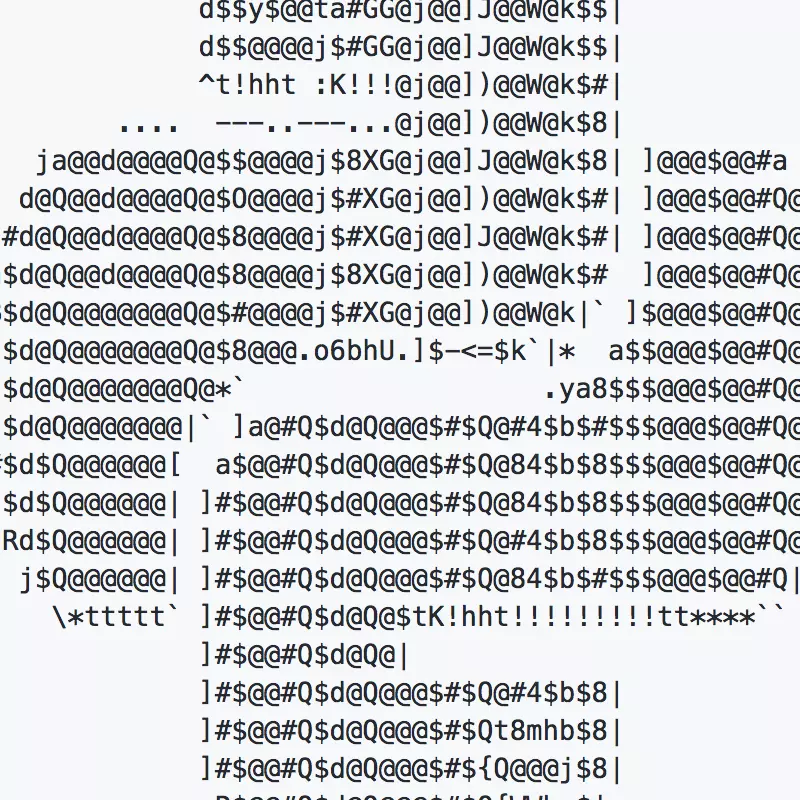 d$$y$@@ta#GG@j@@]J@@W@k$$|
d$$@@@@j$#GG@j@@]J@@W@k$$|
^t!hht :K!!!@j@@])@@W@k$#|
....  ---..---...@j@@])@@W@k$8|
ja@@d@@@@Q@$$@@@@j$8XG@j@@]J@@W@k$8| ]@@@$@@#a
d@Q@@d@@@@Q@$O@@@@j$#XG@j@@])@@W@k$#| ]@@@$@@#Q@
#d@Q@@d@@@@Q@$8@@@@j$#XG@j@@]J@@W@k$#| ]@@@$@@#Q@
$d@Q@@d@@@@Q@$8@@@@j$8XG@j@@])@@W@k$#  ]@@@$@@#Q@
$d@Q@@@@@@@Q@$#@@@@j$#XG@j@@])@@W@k|` ]$@@@$@@#Q@
$d@Q@@@@@@@Q@$8@@@.o6bhU.]$-<=$k`|*  a$$@@@$@@#Q@
$d@Q@@@@@@@Q@*`                  .ya8$$$@@@$@@#Q@
$d@Q@@@@@@@|` ]a@#Q$d@Q@@@$#$Q@#4$b$#$$$@@@$@@#Q@
$d$Q@@@@@@[  a$@@#Q$d@Q@@@$#$Q@84$b$8$$$@@@$@@#Q@
$d$Q@@@@@@| ]#$@@#Q$d@Q@@@$#$Q@84$b$8$$$@@@$@@#Q@
Rd$Q@@@@@@| ]#$@@#Q$d@Q@@@$#$Q@#4$b$8$$$@@@$@@#Q@
j$Q@@@@@@| ]#$@@#Q$d@Q@@@$#$Q@84$b$#$$$@@@$@@#Q|
\*ttttt` ]#$@@#Q$d@Q@$tK!hht!!!!!!!!!tt****``
]#$@@#Q$d@Q@|
]#$@@#Q$d@Q@@@$#$Q@#4$b$8|
]#$@@#Q$d@Q@@@$#$Qt8mhb$8|
]#$@@#Q$d@Q@@@$#${Q@@@j$8|